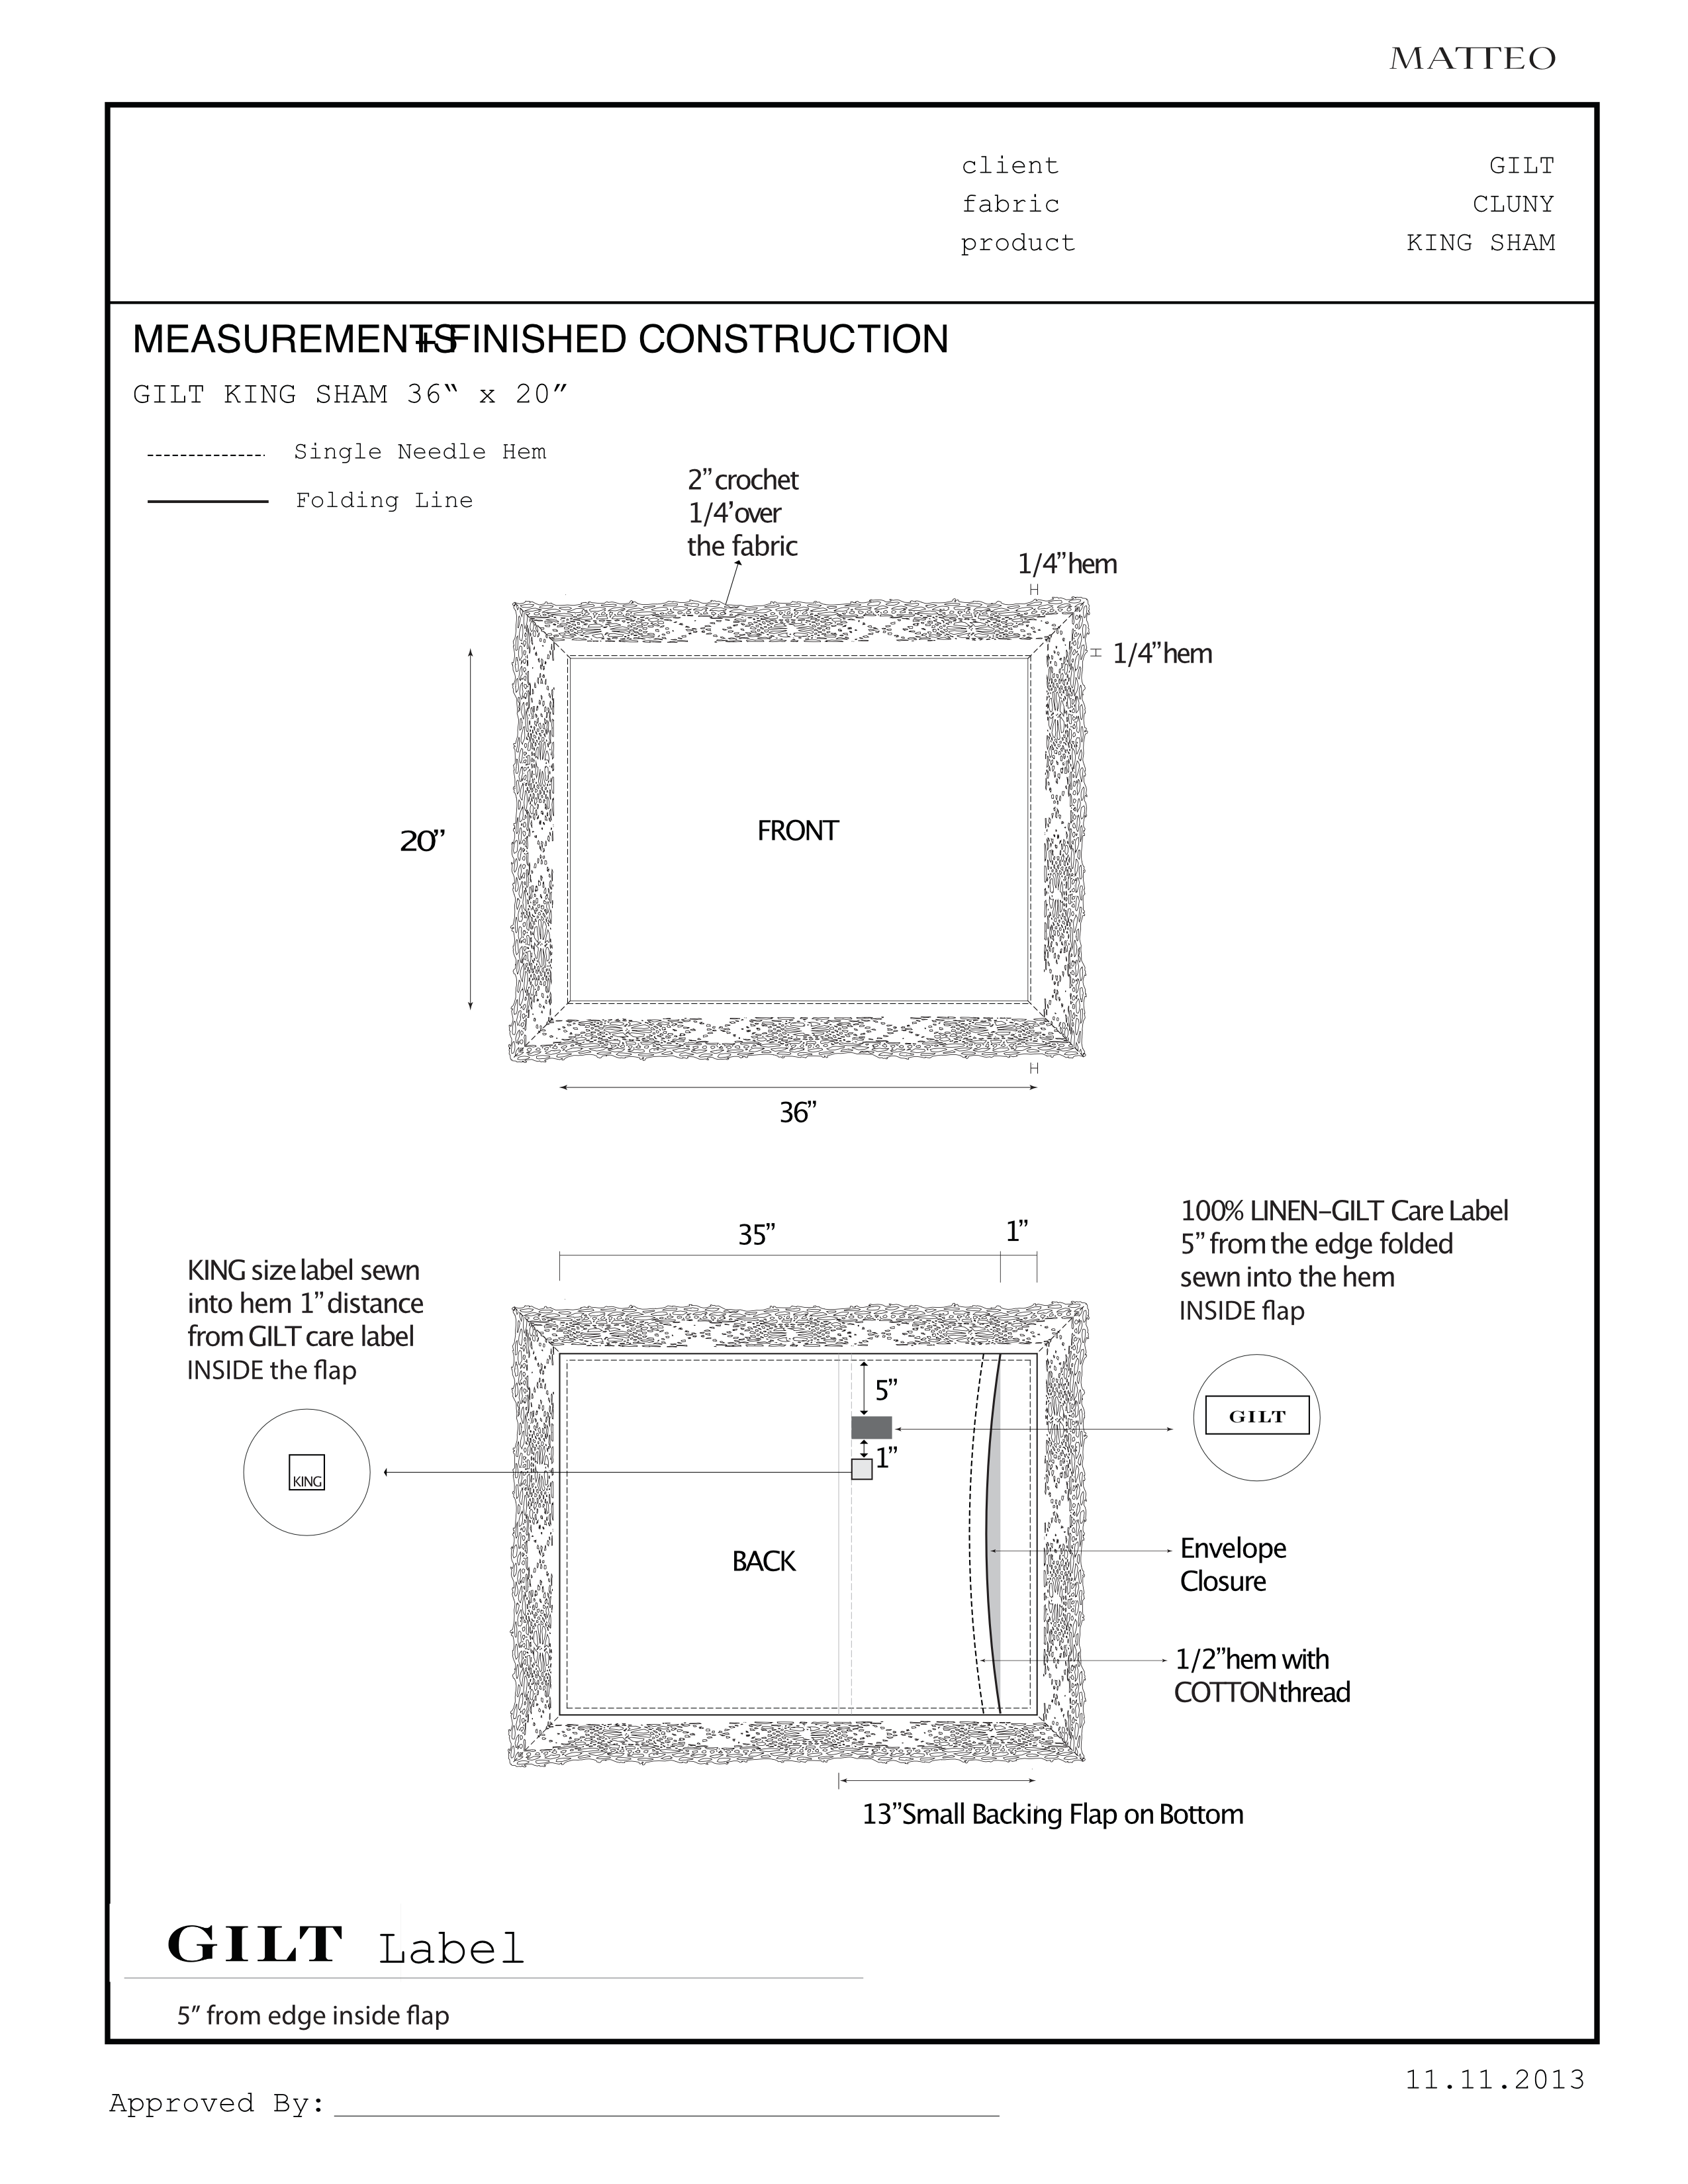 MATTEO
client GILT
fabric CLUNY
product KING SHAM
MEASUREMENTS + FINISHED CONSTRUCTION
GILT KING SHAM 36“ x 20”
Single Needle Hem
Folding Line
2” crochet
1/4’ over
the fabric
1/4” hem
1/4” hem
20”
FRONT
36”
35”
1”
100% LINEN–GILT Care Label
5” from the edge folded
sewn into the hem
INSIDE flap
KING size label sewn
into hem 1” distance
from GILT care label
INSIDE the flap
5”
GILT
1”
KING
BACK
Envelope
Closure
1/2” hem with
COTTON thread
13” Small Backing Flap on Bottom
GILT Label
5” from edge inside flap
11.11.2013
Approved By: